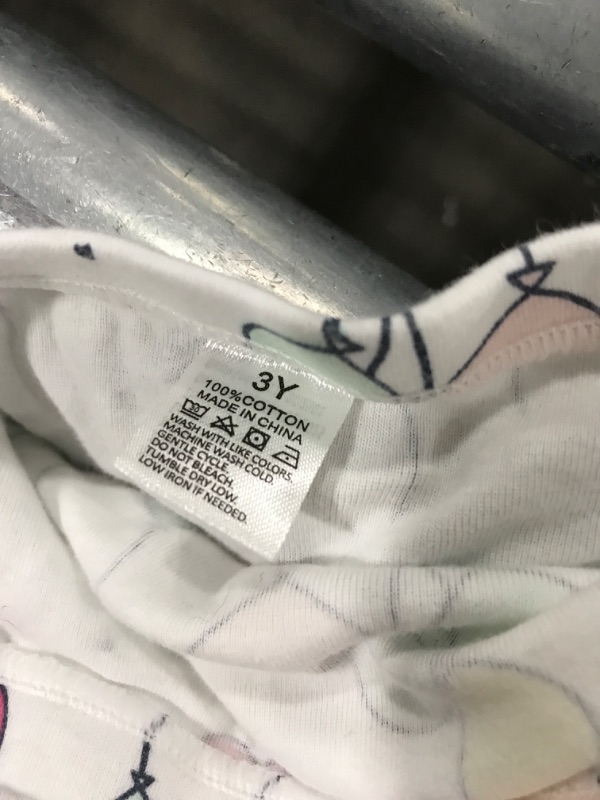 3Y
100%COTTON
MADE IN CHINA
30
WASH WITH LIKE COLORS.
MACHINE WASH COLD.
GENTLE CYCLE.
DO NOT BLEACH.
TUMBLE DRY LOW.
LOW IRON IF NEEDED.